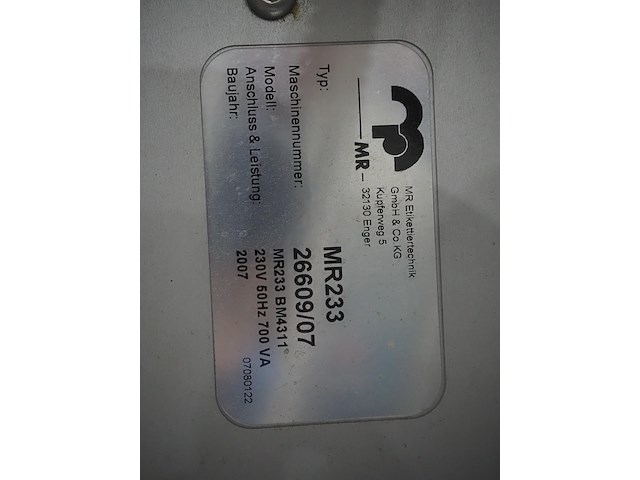 MR
MR Etikettiertechnik
GmbH & Co KG
Kupferweg 5
32130 Enger
Typ: MR233
Maschinennummer: 26609/07
Modell: MR233 BM4311°
Anschluss & Leistung: 230V 50Hz 700 VA
Baujahr: 2007
07080122